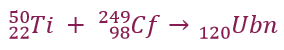 ⁵⁰₂₂Ti + ²⁴⁹₉₈Cf → ₁₂₀Ubn